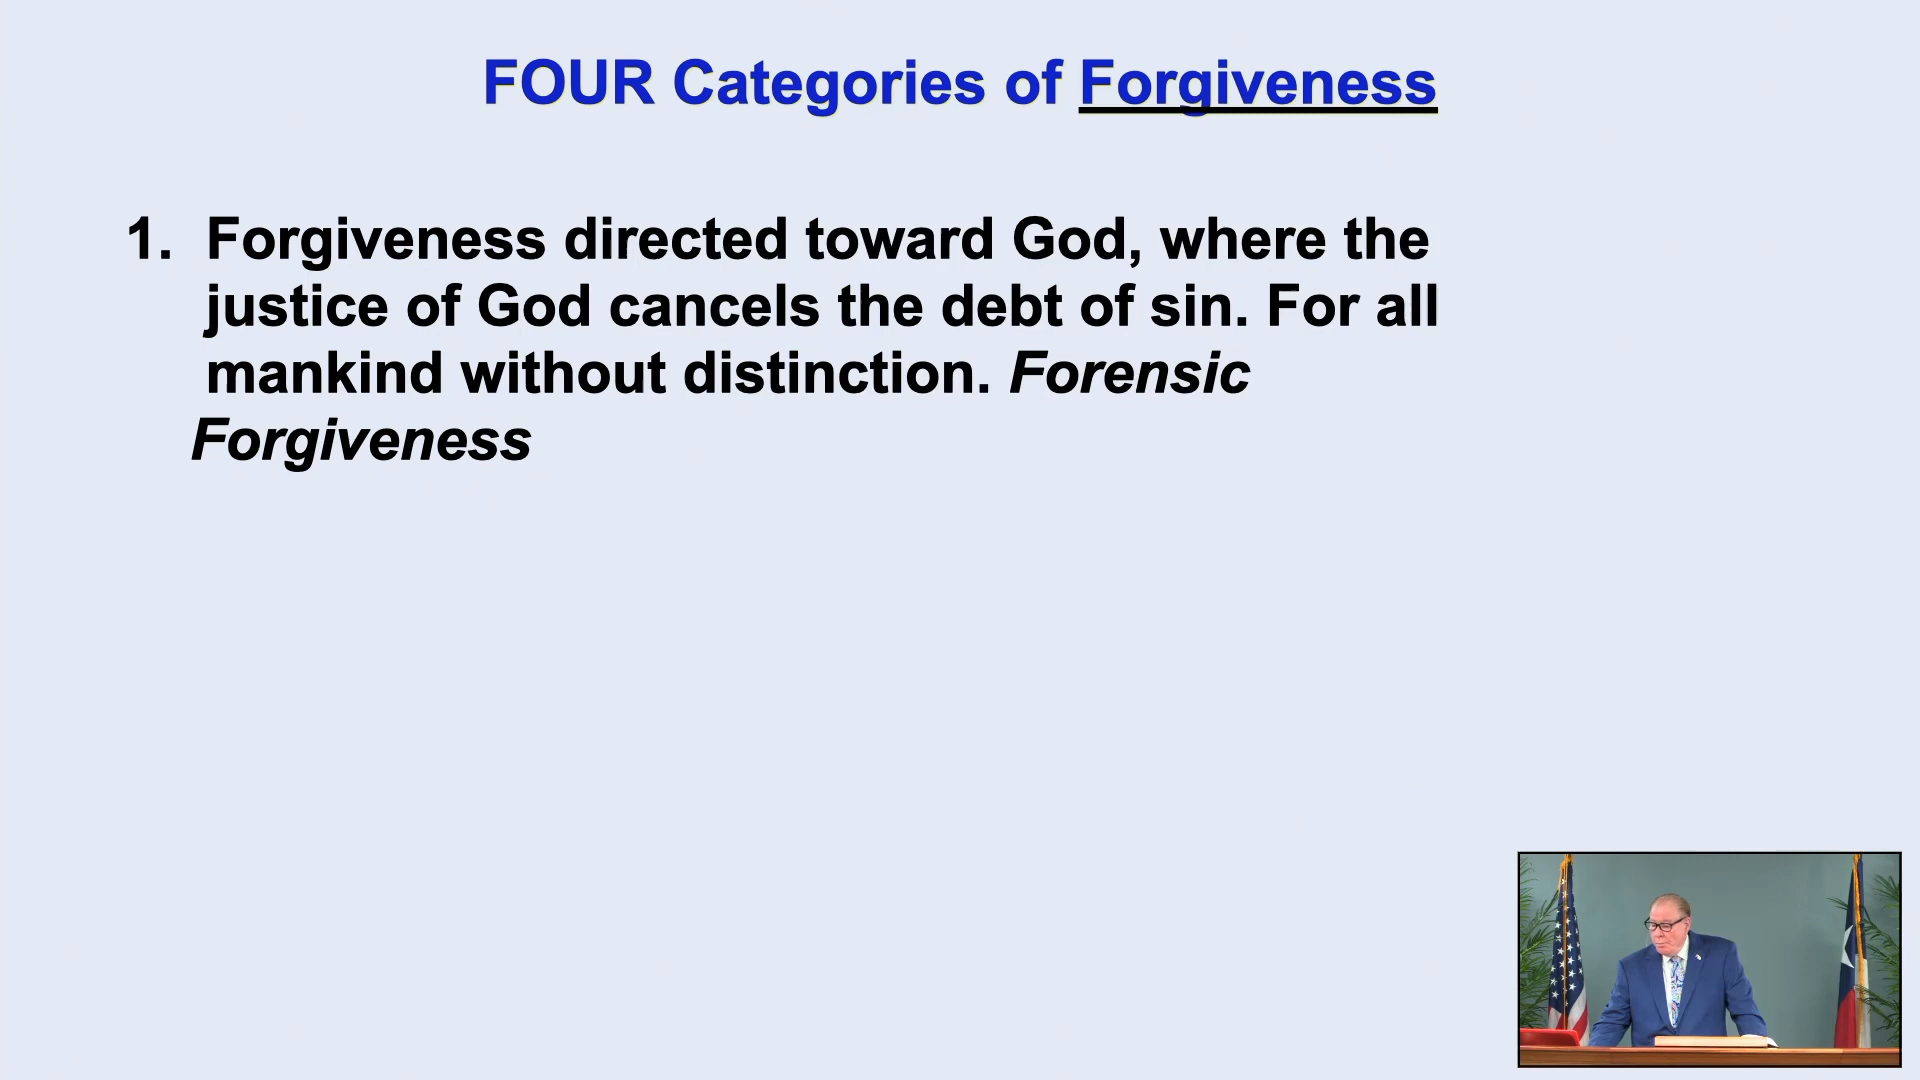 FOUR Categories of Forgiveness
1. Forgiveness directed toward God, where the
justice of God cancels the debt of sin. For all
mankind without distinction. Forensic
Forgiveness